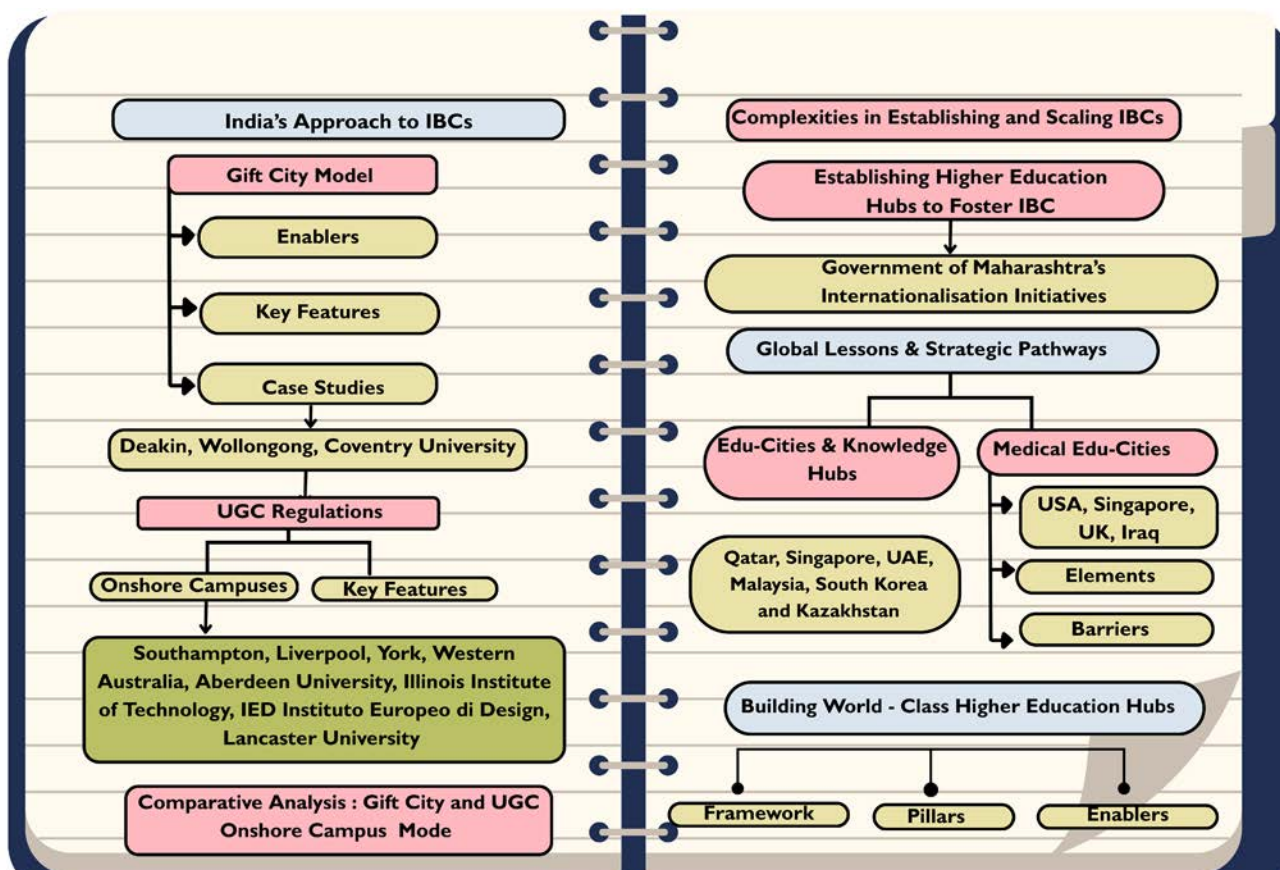 India's Approach to IBCs
Gift City Model
Enablers
Key Features
Case Studies
Deakin, Wollongong, Coventry University
UGC Regulations
Onshore Campuses
Key Features
Southampton, Liverpool, York, Western
Australia, Aberdeen University, Illinois Institute
of Technology, IED Instituto Europeo di Design,
Lancaster University
Comparative Analysis : Gift City and UGC
Onshore Campus Mode
Complexities in Establishing and Scaling IBCs
Establishing Higher Education
Hubs to Foster IBC
Government of Maharashtra's
Internationalisation Initiatives
Global Lessons & Strategic Pathways
Edu-Cities & Knowledge
Hubs
Qatar, Singapore, UAE,
Malaysia, South Korea
and Kazakhstan
Medical Edu-Cities
USA, Singapore,
UK, Iraq
Elements
Barriers
Building World - Class Higher Education Hubs
Framework
Pillars
Enablers